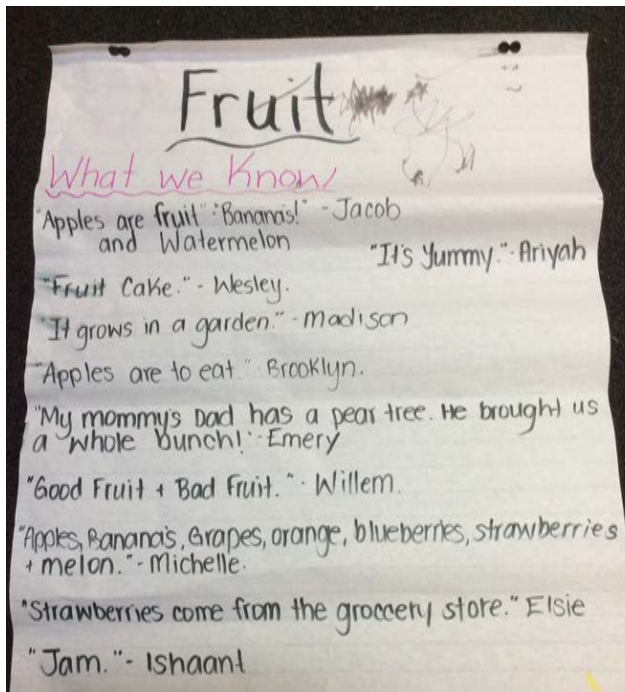 Fruit
What we Know
"Apples are fruit" "Bananas!" - Jacob
and Watermelon
"It's Yummy." - Ariyah
"Fruit Cake." - Wesley.
"It grows in a garden." - Madison
"Apples are to eat." Brooklyn.
"My mommy's Dad has a pear tree. He brought us
a whole bunch!" - Emery
"Good Fruit + Bad Fruit." - Willem.
"Apples, Banana's, Grapes, orange, blueberries, strawberries
+ melon." - Michelle.
"Strawberries come from the groccery store." Elsie
"Jam." - Ishaant